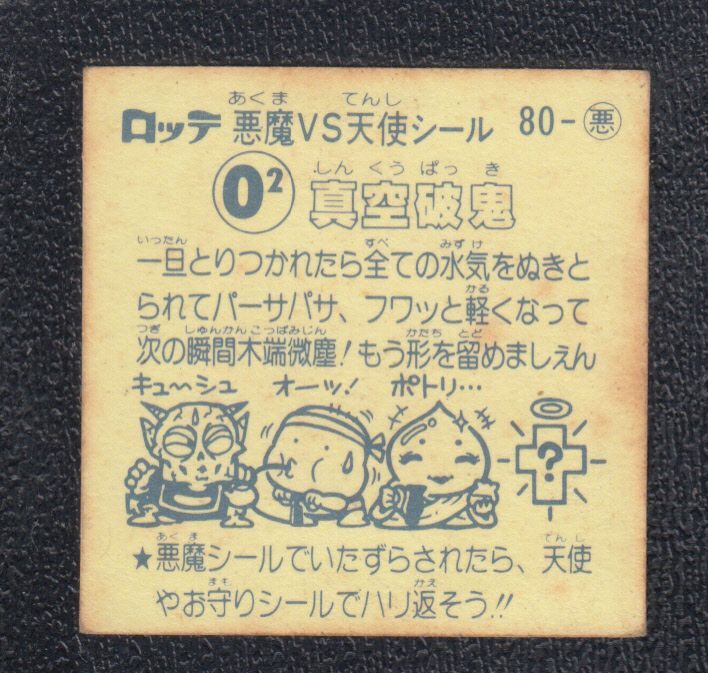 あくま てんし
ロッテ 悪魔VS天使シール 80-悪
しん くう ぱっ き
0² 真空破鬼
いったん すべ みずけ
一旦とりつかれたら全ての水気をぬきと
かる
られてパーサパサ、フワッと軽くなって
つぎ しゅんかん こっぱみじん かたち とど
次の瞬間木端微塵!もう形を留めましぇん
キューシュ オーッ! ポトリ…
?
あくま てんし
★悪魔シールでいたずらされたら、天使
まも かえ
やお守りシールでハリ返そう!!